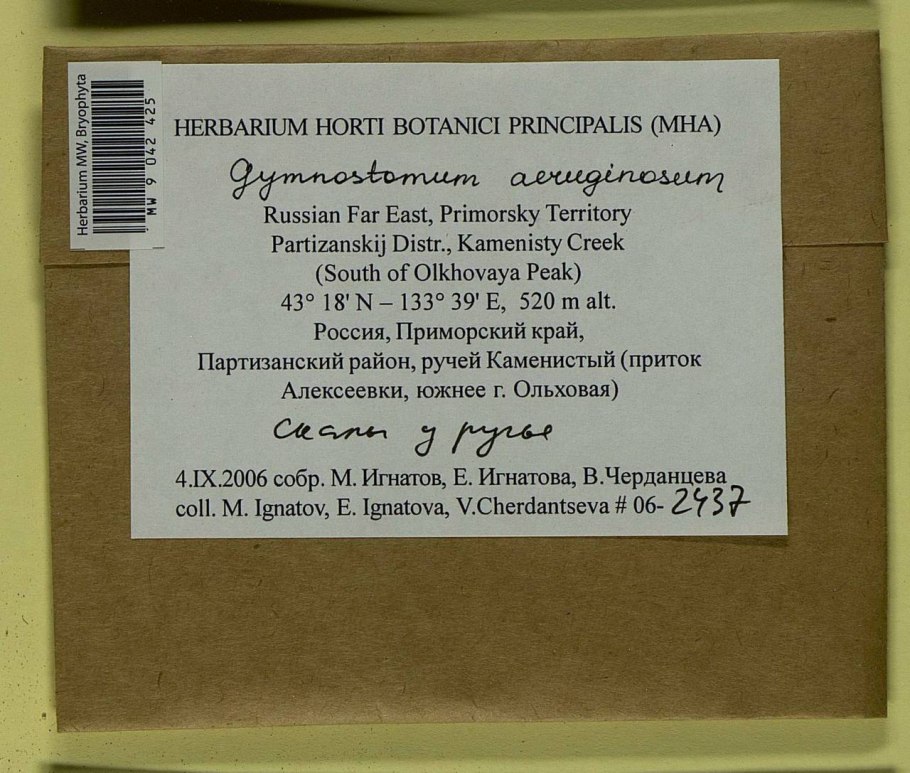 Herbarium MW, Bryophyta
MW 9 042 425
HERBARIUM HORTI BOTANICI PRINCIPALIS (MHA)
Gymnostomum aeruginosum
Russian Far East, Primorsky Territory
Partizanskij Distr., Kamenisty Creek
(South of Olkhovaya Peak)
43° 18' N – 133° 39' E, 520 m alt.
Россия, Приморский край,
Партизанский район, ручей Каменистый (приток
Алексеевки, южнее г. Ольховая)
Скалы у ручья
4.IX.2006 собр. М. Игнатов, Е. Игнатова, В.Черданцева
coll. M. Ignatov, E. Ignatova, V.Cherdantseva # 06-2437